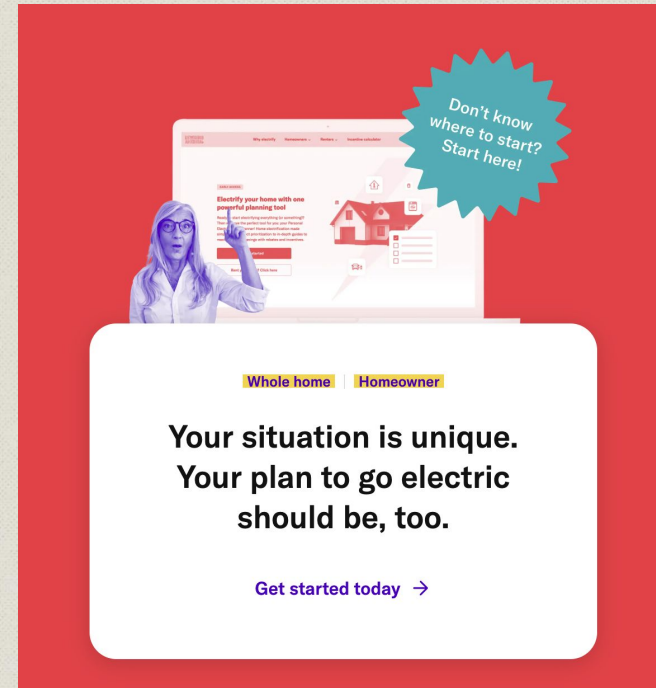 Don't know
where to start?
Start here!
Why electrify Homeowners Renters Incentive calculator
Electrify your home with one
powerful planning tool
Whole home
Homeowner
Your situation is unique.
Your plan to go electric
should be, too.
Get started today →